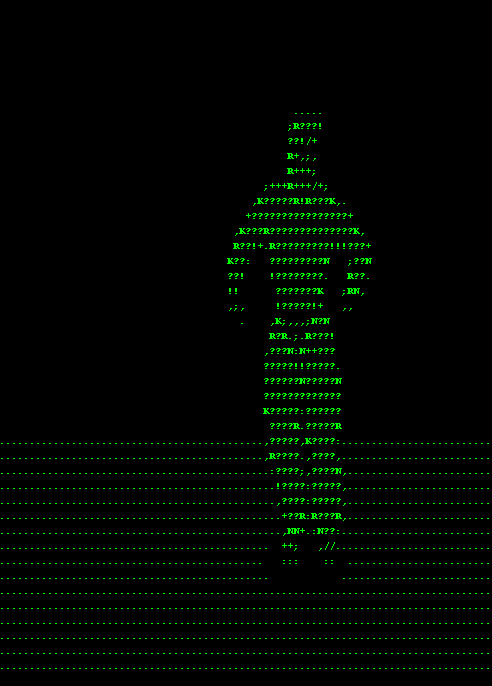 .....
;R???!
??!/+
R+,;,
R+++;
;+++R+++/+;
,K?????R!R???K,.
+????????????????+
,K???R??????????????K,
R??!+.R?????????!!!???+
K??:   ?????????N   ;??N
??!    !?????????.   R??.
!!      ???????K   ;RN,
,;,     !?????!+   ,,
.    ,K;,,,;N?N
R?R.;.R???!
,???N:N++???
?????!!?????.
??????N?????N
?????????????
K?????:??????
????R.?????R
............................................,?????,K????:.........................
............................................,R????.,????,.........................
.............................................:????;,????N,........................
..............................................!????:?????,........................
..............................................,????:?????,........................
...............................................+??R:R???R,........................
...............................................,NN+.:N??:.........................
.............................................  ++;   ,//..........................
............................................   :::    ::  ........................
.............................................            .........................
..................................................................................
..................................................................................
..................................................................................
..................................................................................
..................................................................................
..................................................................................